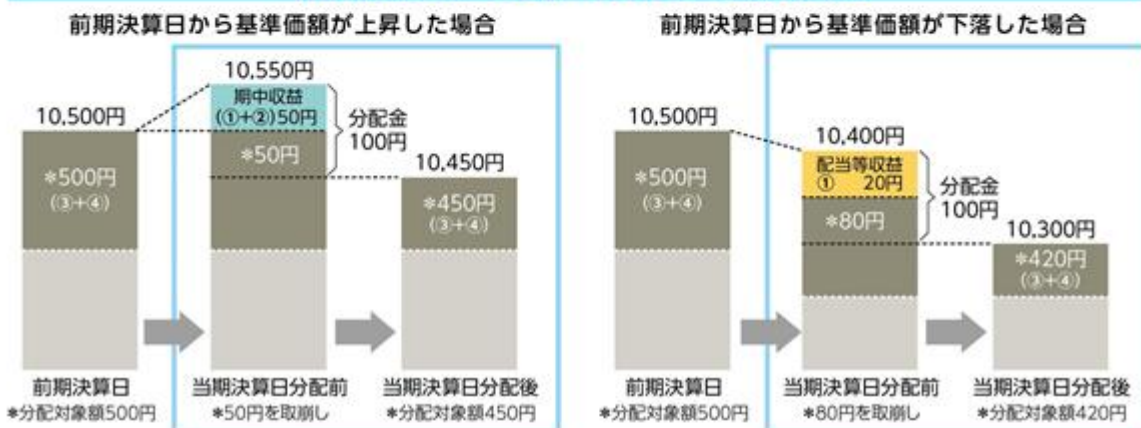 前期決算日から基準価額が上昇した場合
10,500円
*500円
(③+④)
10,550円
期中収益
(①+②)50円
*50円
分配金
100円
10,450円
*450円
(③+④)
前期決算日
*分配対象額500円
当期決算日分配前
*50円を取崩し
当期決算日分配後
*分配対象額450円
前期決算日から基準価額が下落した場合
10,500円
*500円
(③+④)
10,400円
配当等収益
① 20円
*80円
分配金
100円
10,300円
*420円
(③+④)
前期決算日
*分配対象額500円
当期決算日分配前
*80円を取崩し
当期決算日分配後
*分配対象額420円